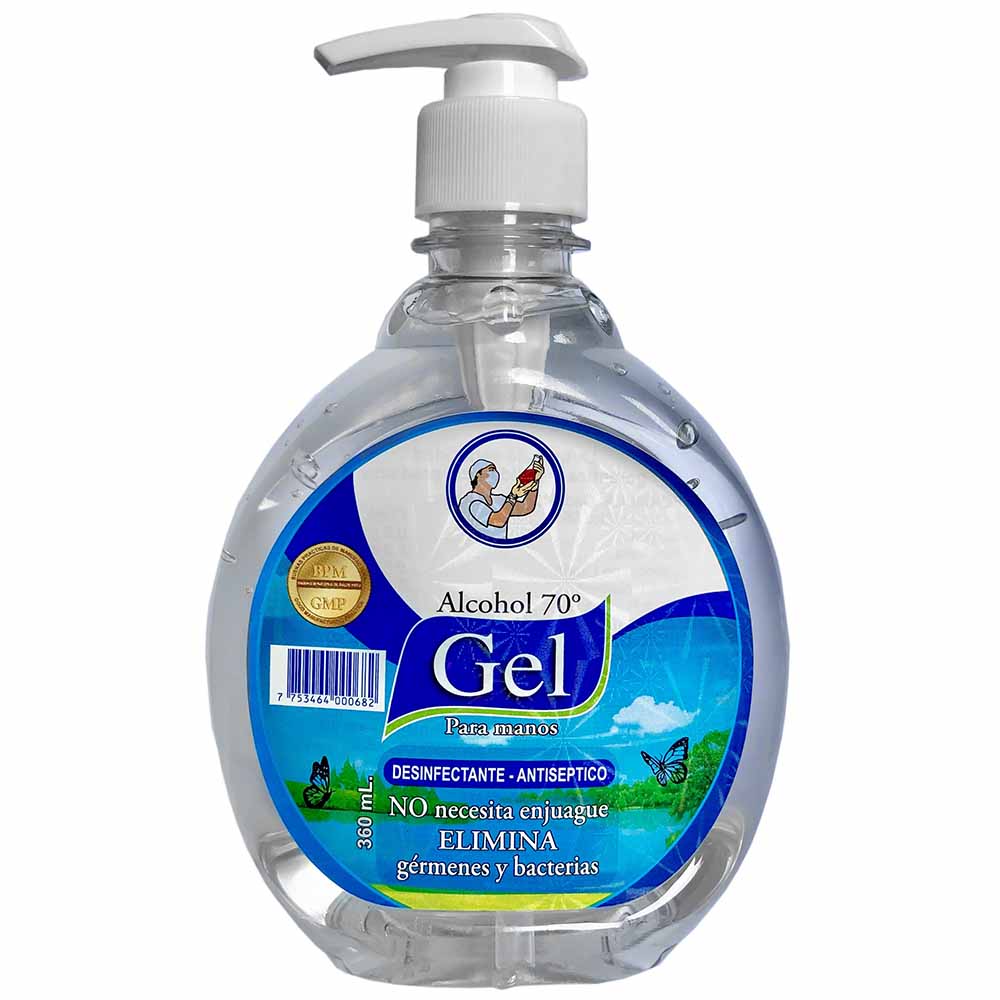 BPM
GMP
Alcohol 70°
Gel
Para manos
7 753464 000682
DESINFECTANTE - ANTISEPTICO
NO necesita enjuague
ELIMINA
gérmenes y bacterias
360 mL.